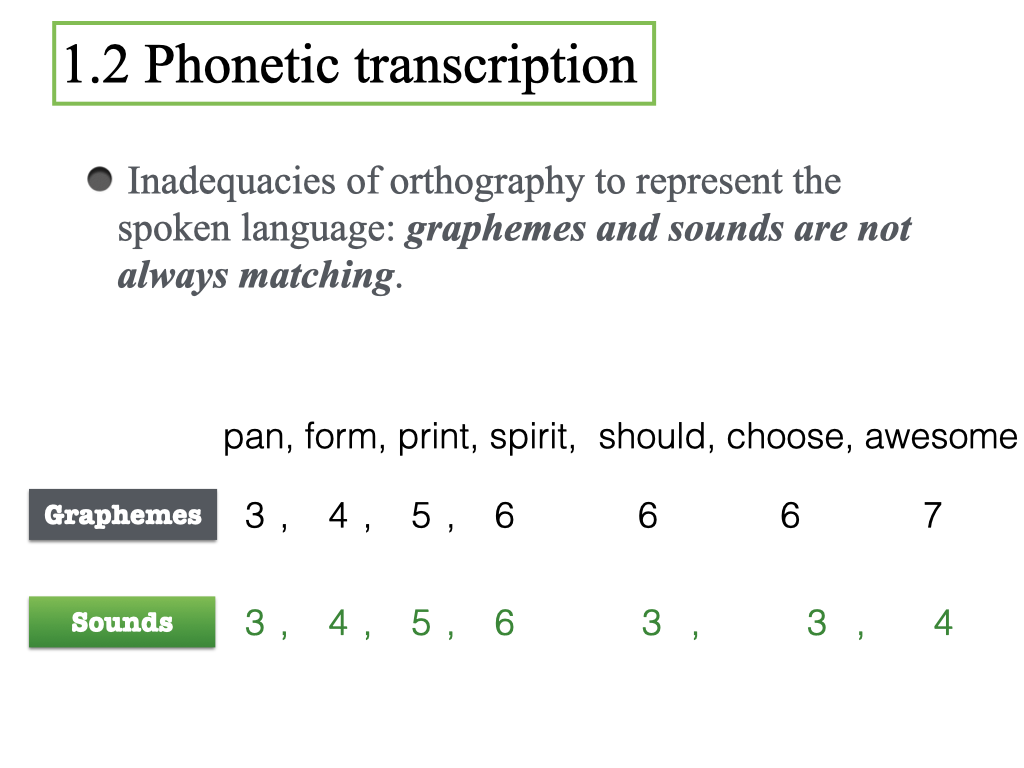 1.2 Phonetic transcription
Inadequacies of orthography to represent the
spoken language: graphemes and sounds are not
always matching.
pan, form, print, spirit, should, choose, awesome
Graphemes 3 , 4 , 5 , 6 6 6 7
Sounds 3 , 4 , 5 , 6 3 , 3 , 4